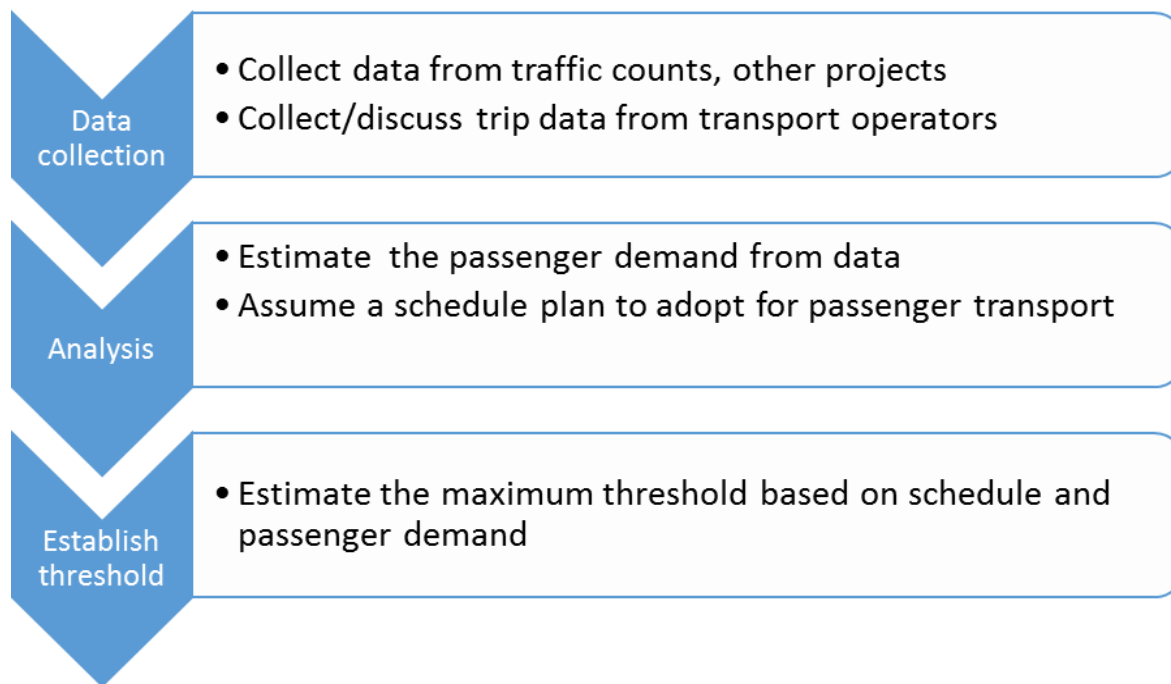 Data
collection
• Collect data from traffic counts, other projects
• Collect/discuss trip data from transport operators
Analysis
• Estimate  the passenger demand from data
• Assume a schedule plan to adopt for passenger transport
Establish
threshold
• Estimate the maximum threshold based on schedule and
passenger demand